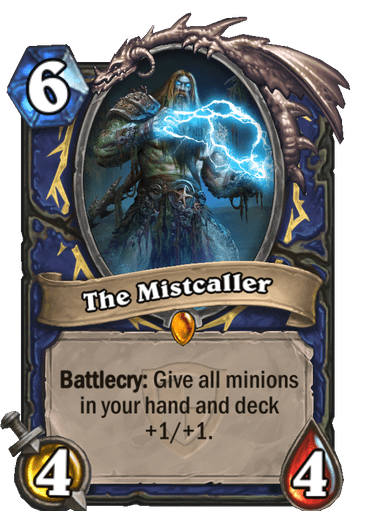 6
The Mistcaller
Battlecry: Give all minions
in your hand and deck
+1/+1.
4
4